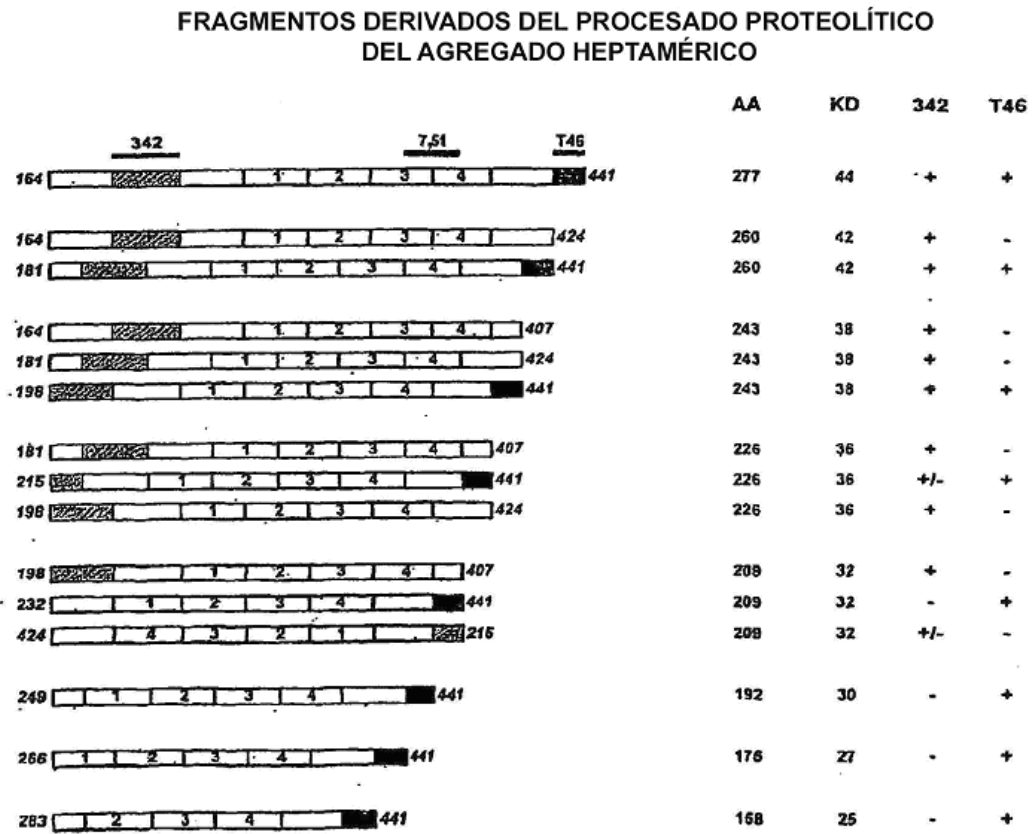 FRAGMENTOS DERIVADOS DEL PROCESADO PROTEOLÍTICO
DEL AGREGADO HEPTAMÉRICO
AA KD 342 T46
342 7,51 T46
164 1 2 3 4 441 277 44 + +
164 1 2 3 4 424 260 42 + -
181 1 2 3 4 441 260 42 + +
164 1 2 3 4 407 243 38 + -
181 1 2 3 4 424 243 38 + -
198 1 2 3 4 441 243 38 + +
181 1 2 3 4 407 226 36 + -
215 1 2 3 4 441 226 36 +/- +
198 1 2 3 4 424 226 36 + -
198 1 2 3 4 407 209 32 + -
232 1 2 3 4 441 209 32 - +
424 4 3 2 1 215 209 32 +/- -
249 1 2 3 4 441 192 30 - +
266 1 2 3 4 441 175 27 - +
283 2 3 4 441 158 25 - +